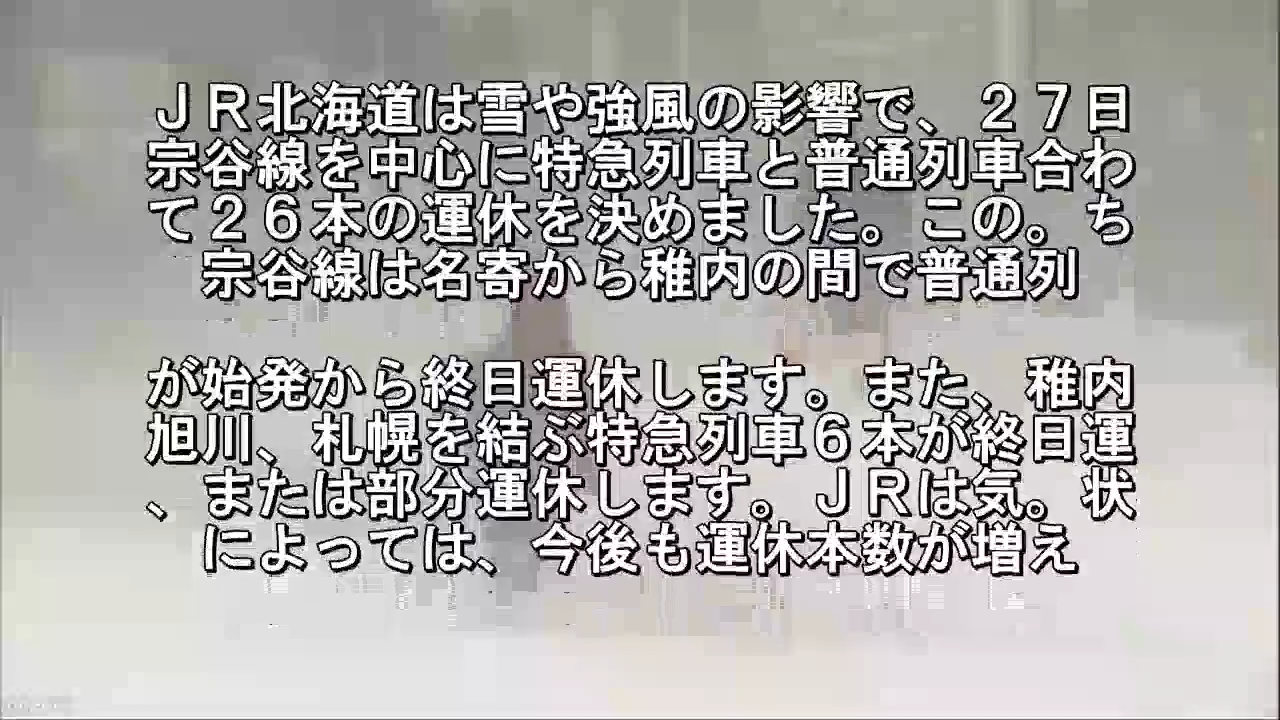 ＪＲ北海道は雪や強風の影響で、２７日
宗谷線を中心に特急列車と普通列車合わ
て２６本の運休を決めました。この。ち
宗谷線は名寄から稚内の間で普通列
が始発から終日運休します。また、稚内
旭川、札幌を結ぶ特急列車６本が終日運
、または部分運休します。ＪＲは気。状
によっては、今後も運休本数が増え